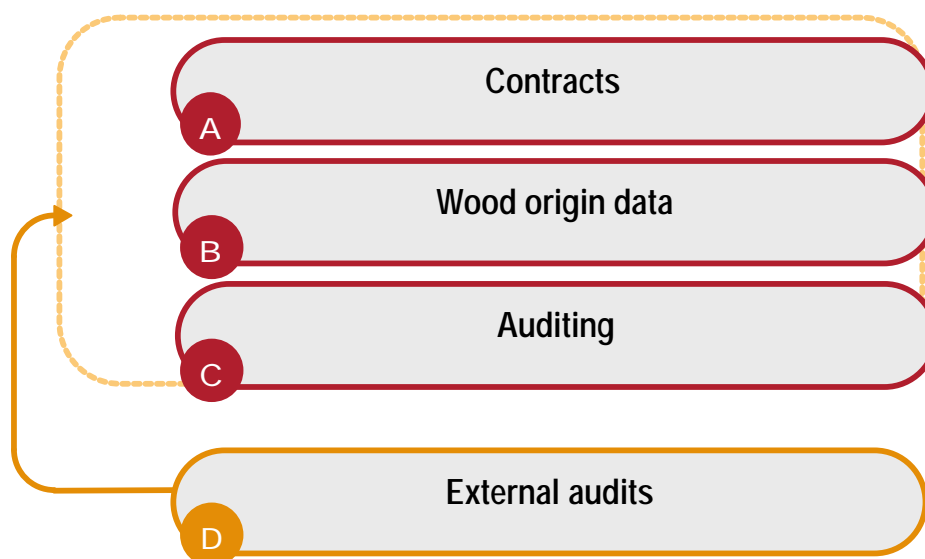 Contracts
A
Wood origin data
B
Auditing
C
External audits
D